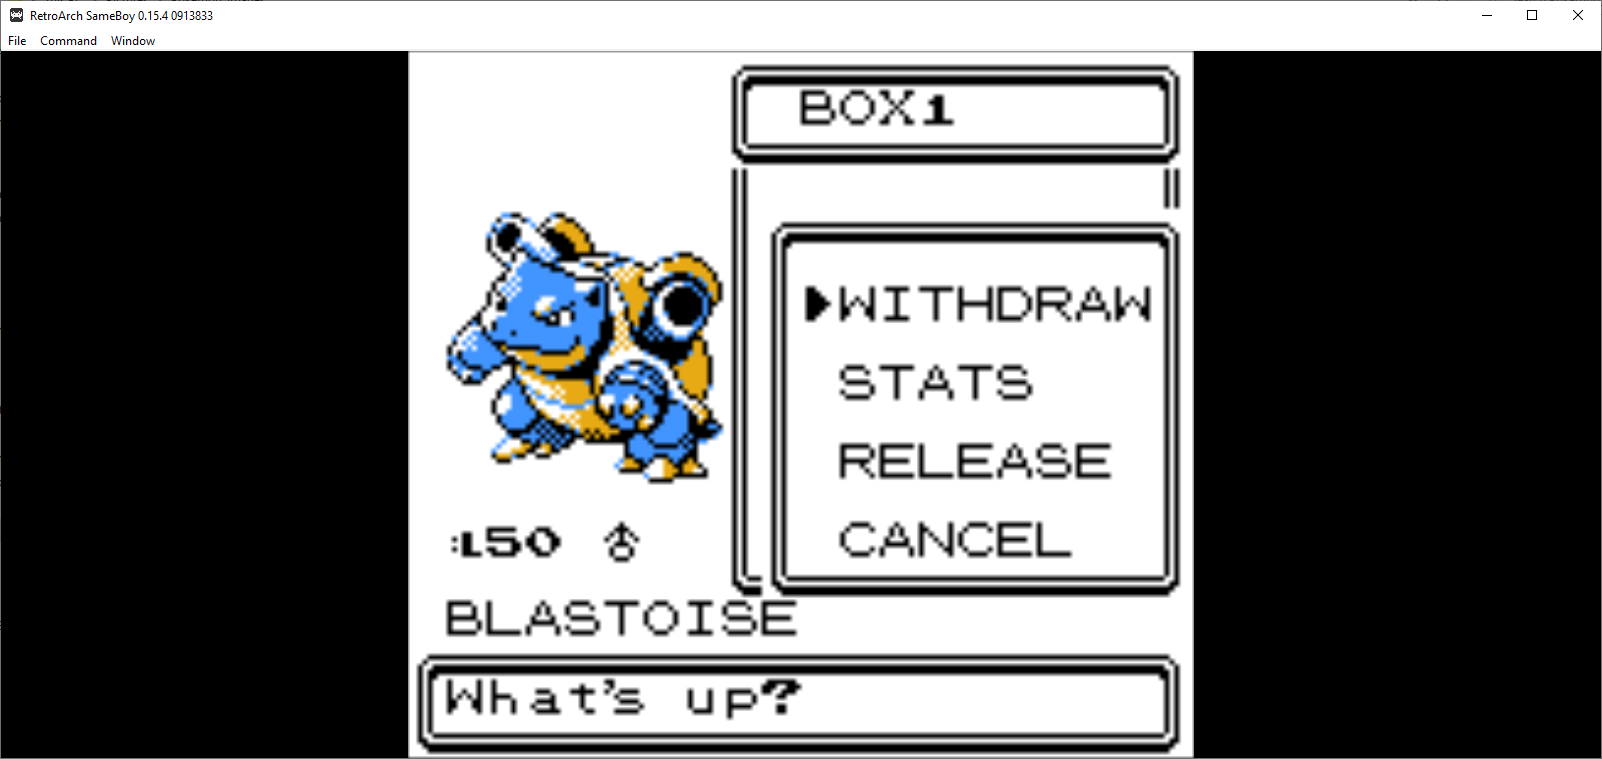 RetroArch SameBoy 0.15.4 0913833
File Command Window
BOX1
▶WITHDRAW
STATS
RELEASE
CANCEL
:L50 ♂
BLASTOISE
What's up?